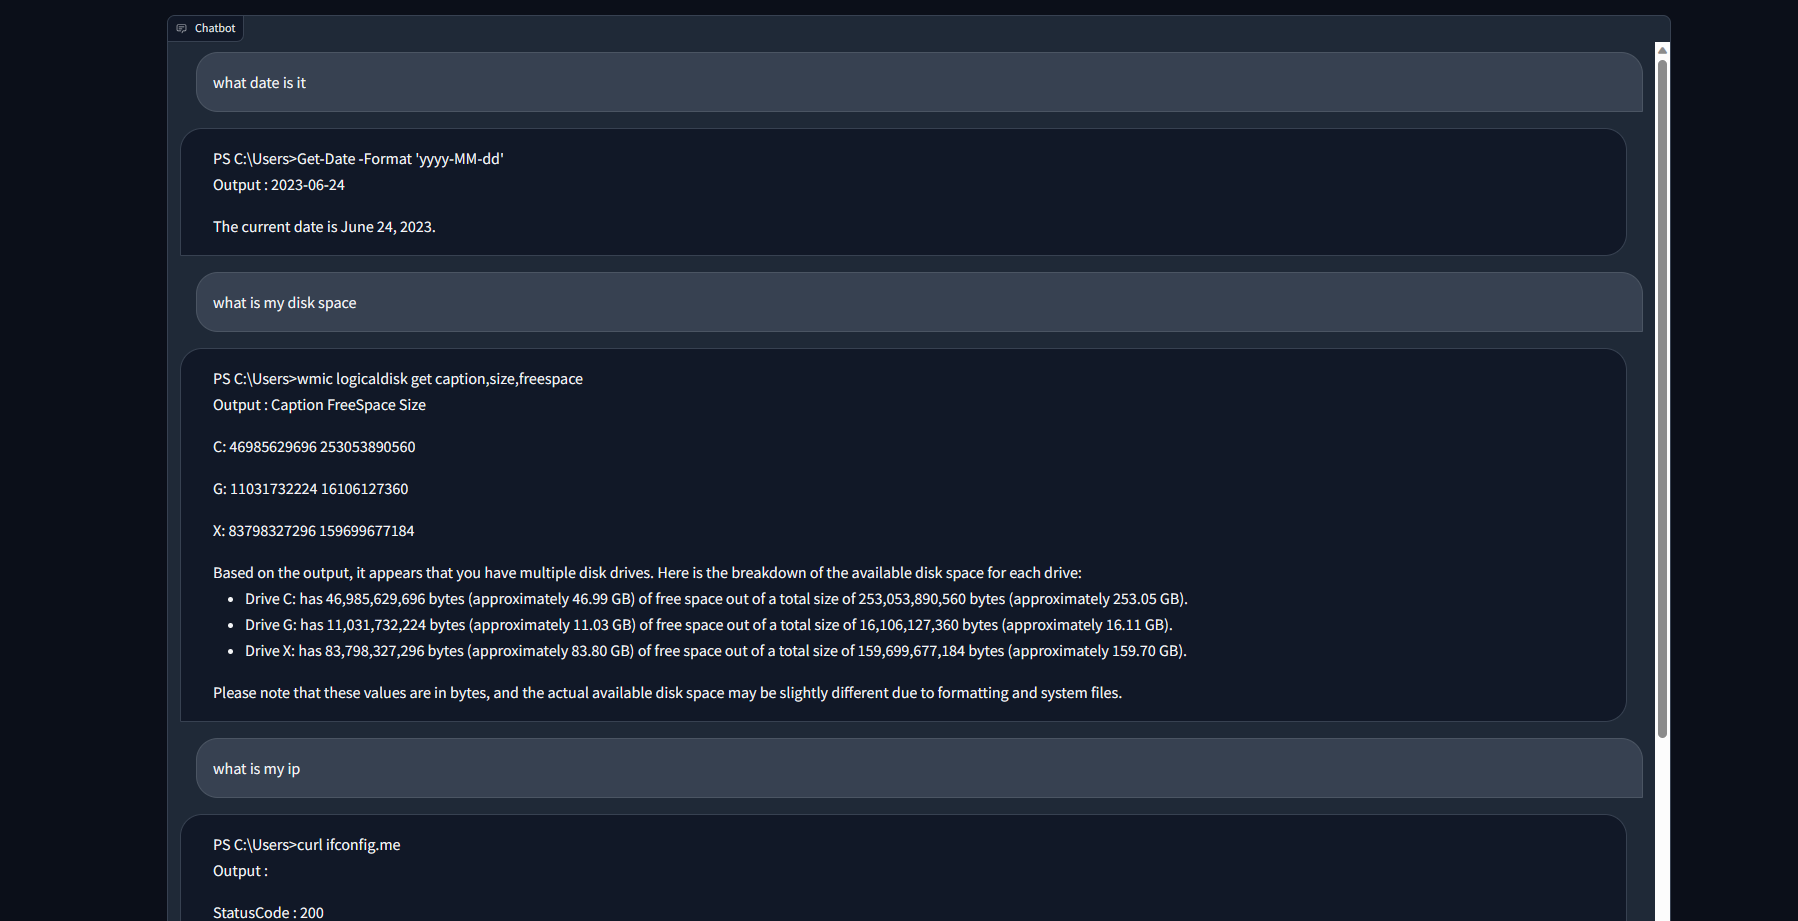 Chatbot
what date is it
PS C:\Users>Get-Date -Format 'yyyy-MM-dd'
Output : 2023-06-24
The current date is June 24, 2023.
what is my disk space
PS C:\Users>wmic logicaldisk get caption,size,freespace
Output : Caption FreeSpace Size
C: 46985629696 253053890560
G: 11031732224 16106127360
X: 83798327296 159699677184
Based on the output, it appears that you have multiple disk drives. Here is the breakdown of the available disk space for each drive:
• Drive C: has 46,985,629,696 bytes (approximately 46.99 GB) of free space out of a total size of 253,053,890,560 bytes (approximately 253.05 GB).
• Drive G: has 11,031,732,224 bytes (approximately 11.03 GB) of free space out of a total size of 16,106,127,360 bytes (approximately 16.11 GB).
• Drive X: has 83,798,327,296 bytes (approximately 83.80 GB) of free space out of a total size of 159,699,677,184 bytes (approximately 159.70 GB).
Please note that these values are in bytes, and the actual available disk space may be slightly different due to formatting and system files.
what is my ip
PS C:\Users>curl ifconfig.me
Output :
StatusCode : 200